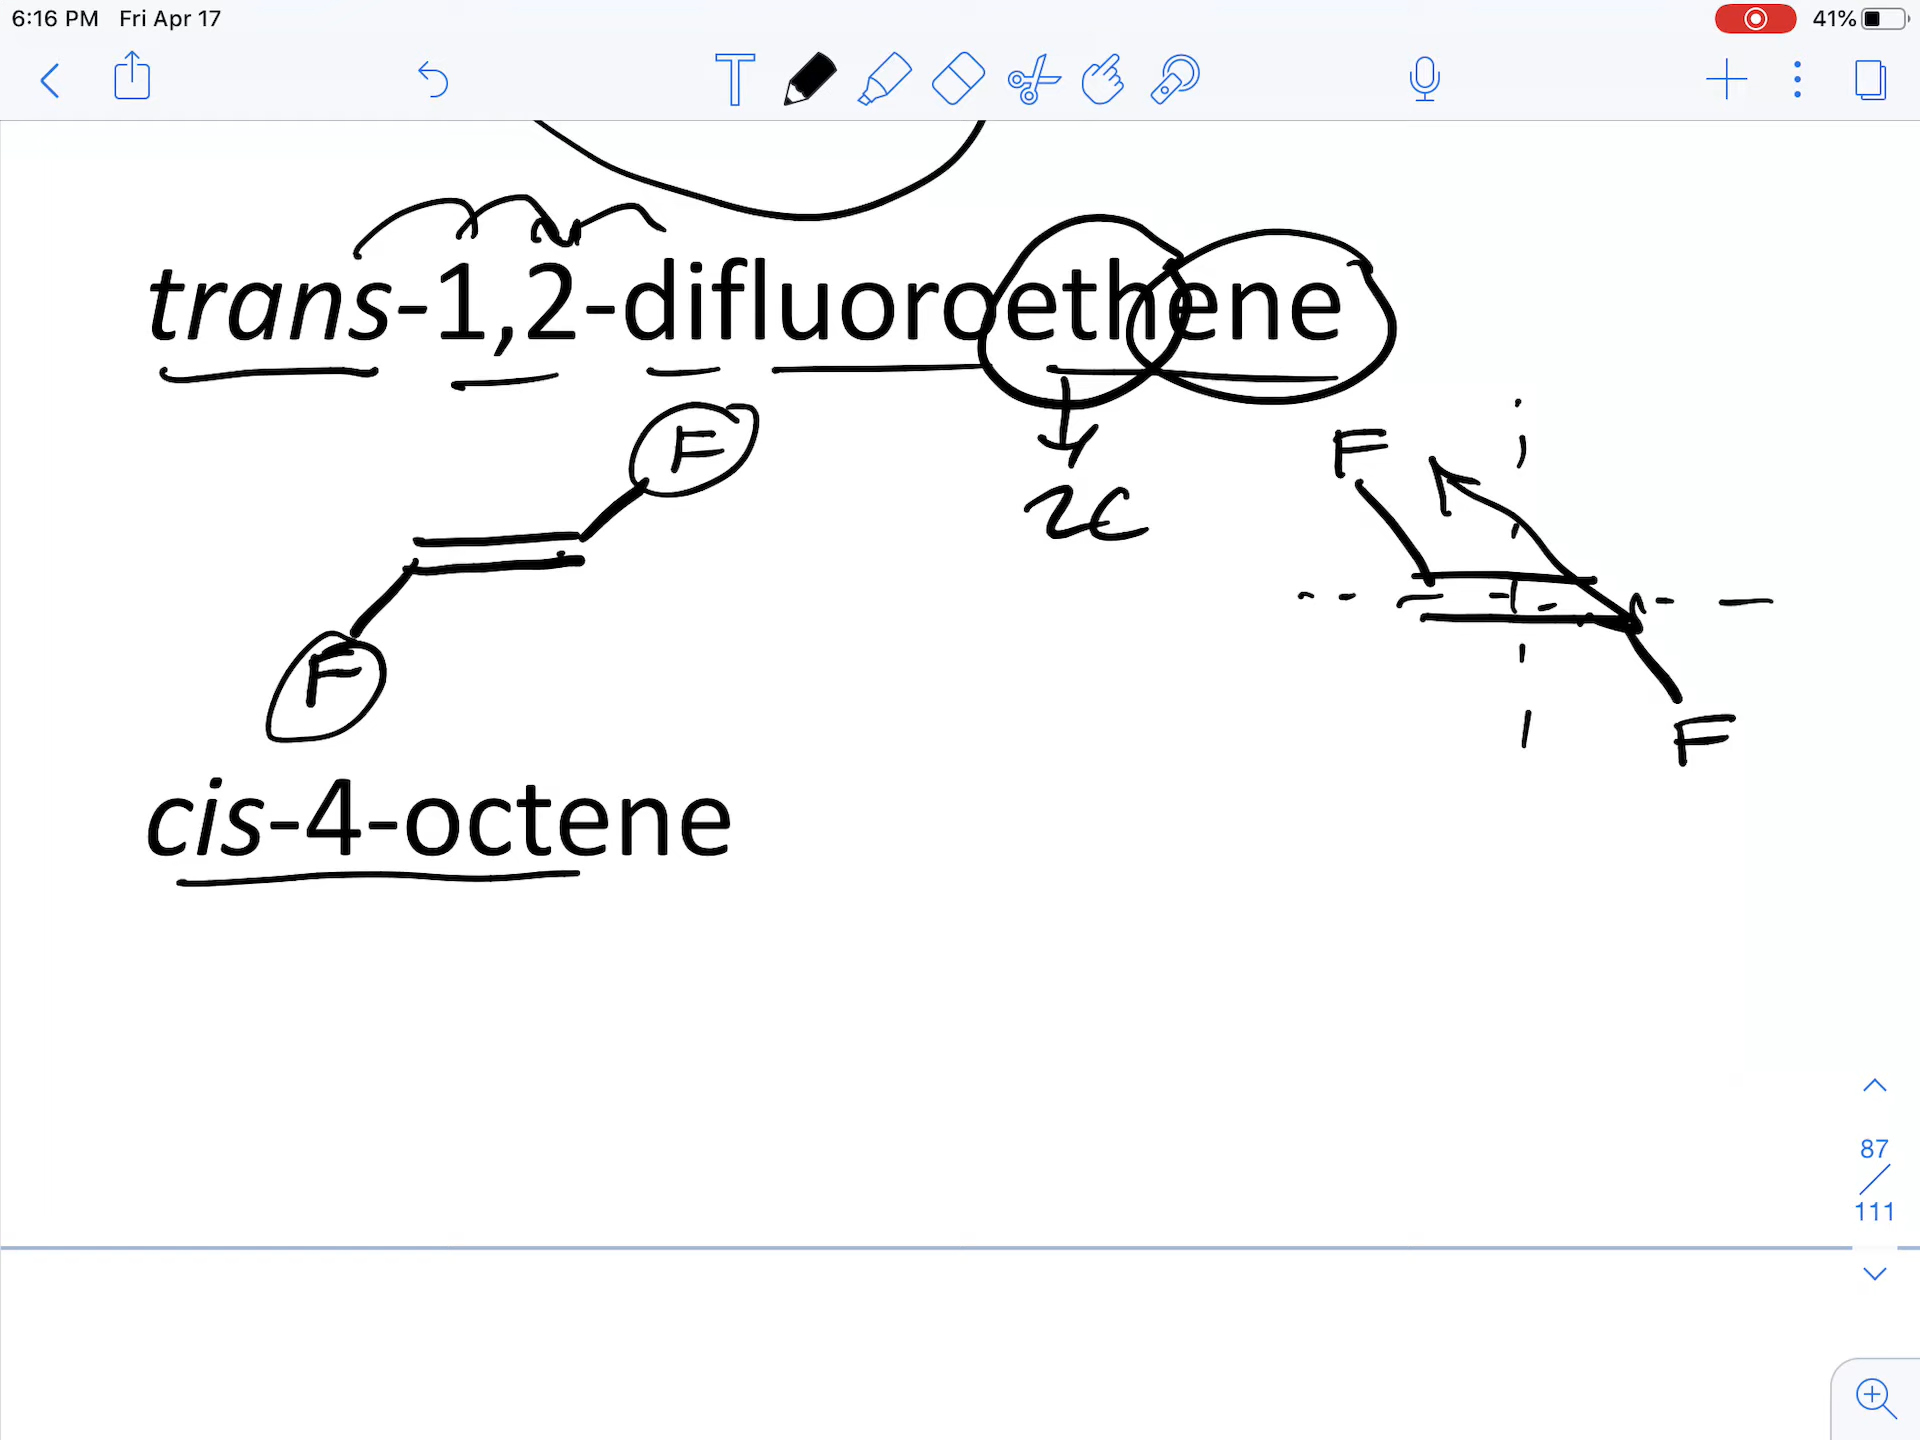 6:16 PM Fri Apr 17
41%
T
trans-1,2-difluoroethene
F
F
2C
F
F
cis-4-octene
87
111